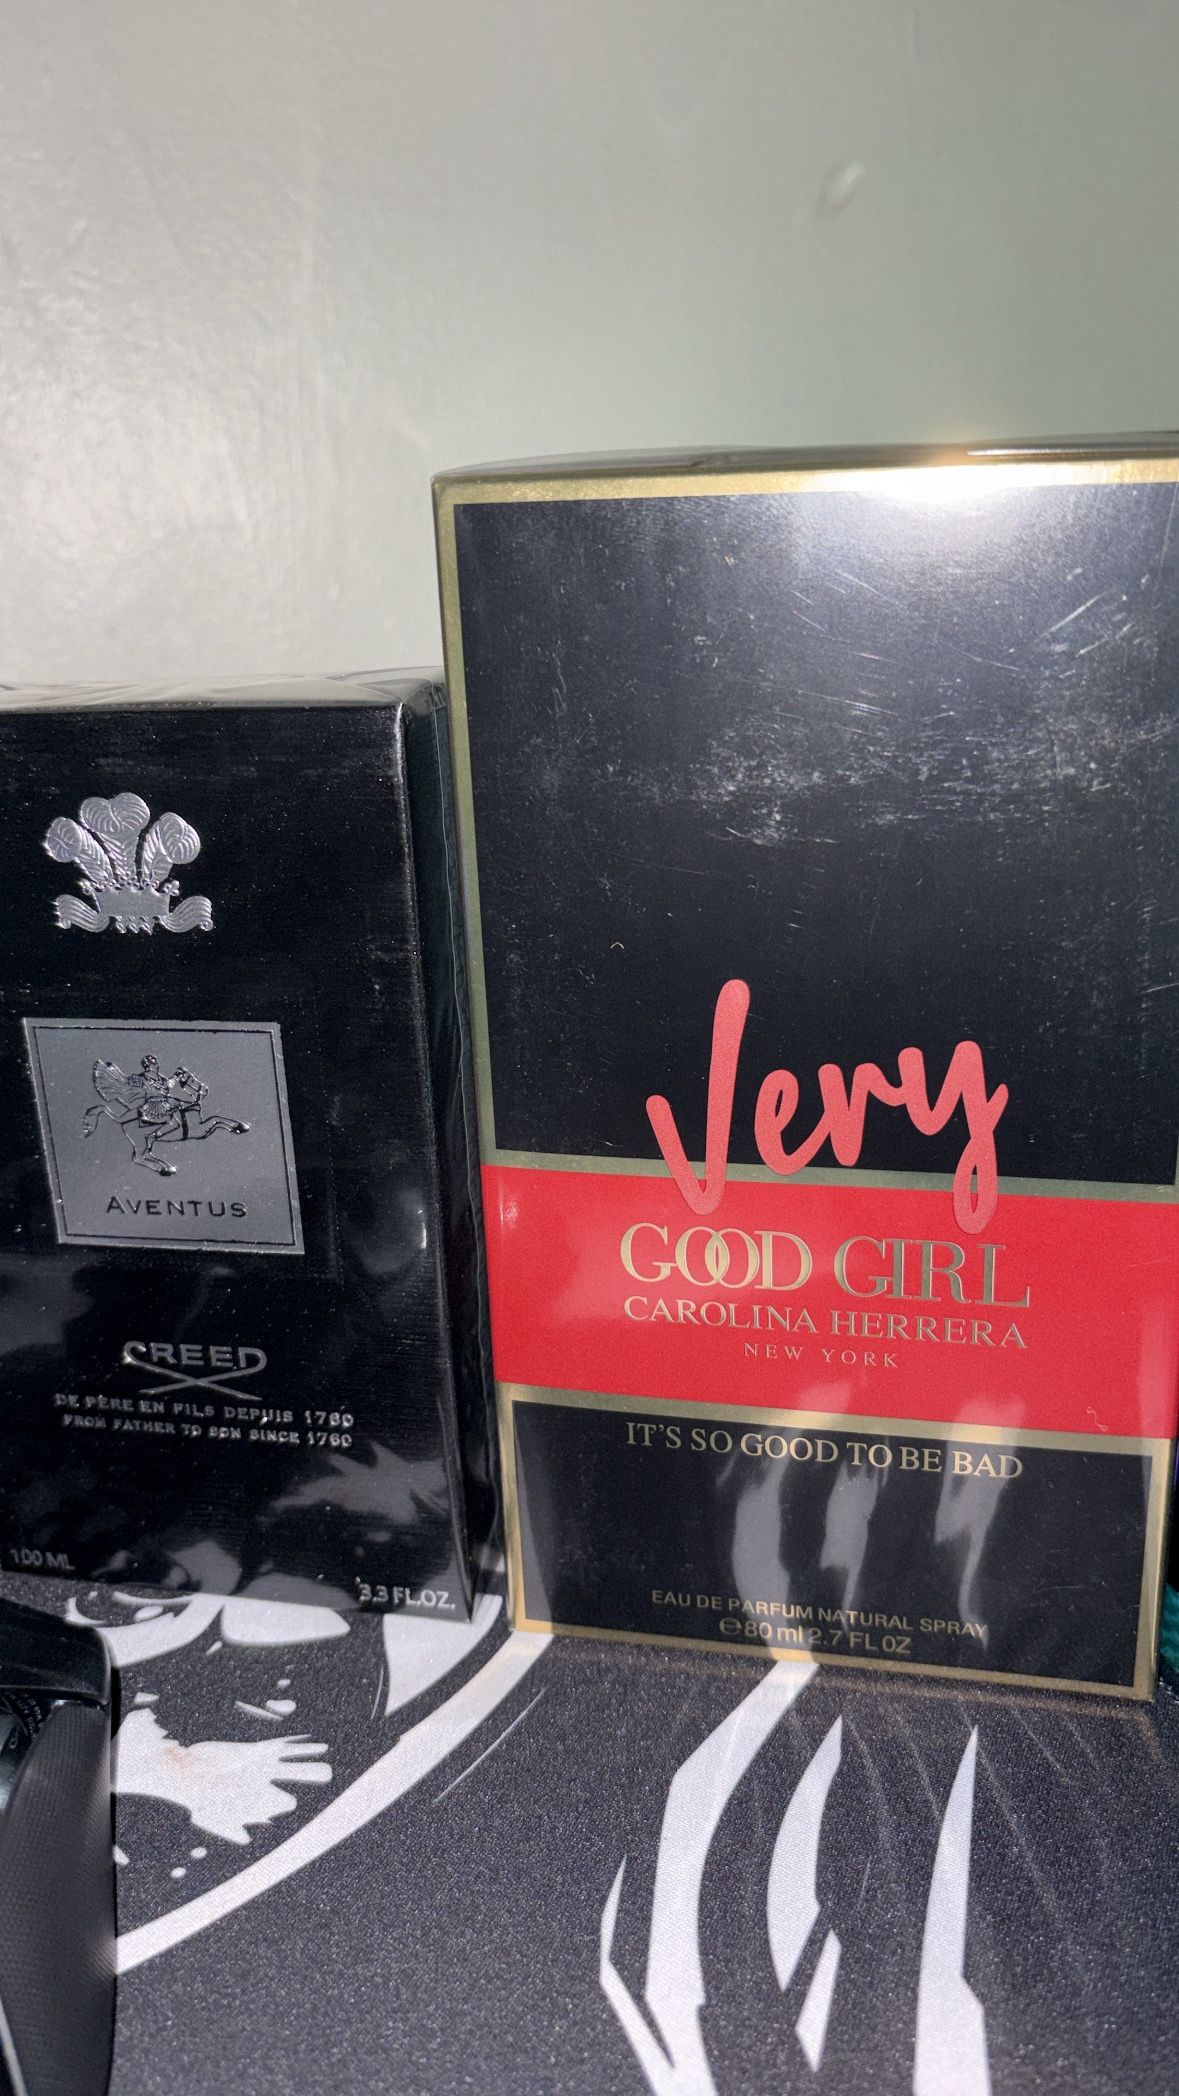 AVENTUS
CREED
DE PÈRE EN FILS DEPUIS 1760
FROM FATHER TO SON SINCE 1760
100 ML
3.3 FL.OZ.
Very
GOOD GIRL
CAROLINA HERRERA
NEW YORK
IT'S SO GOOD TO BE BAD
EAU DE PARFUM NATURAL SPRAY
℮80 ml 2.7 FL OZ